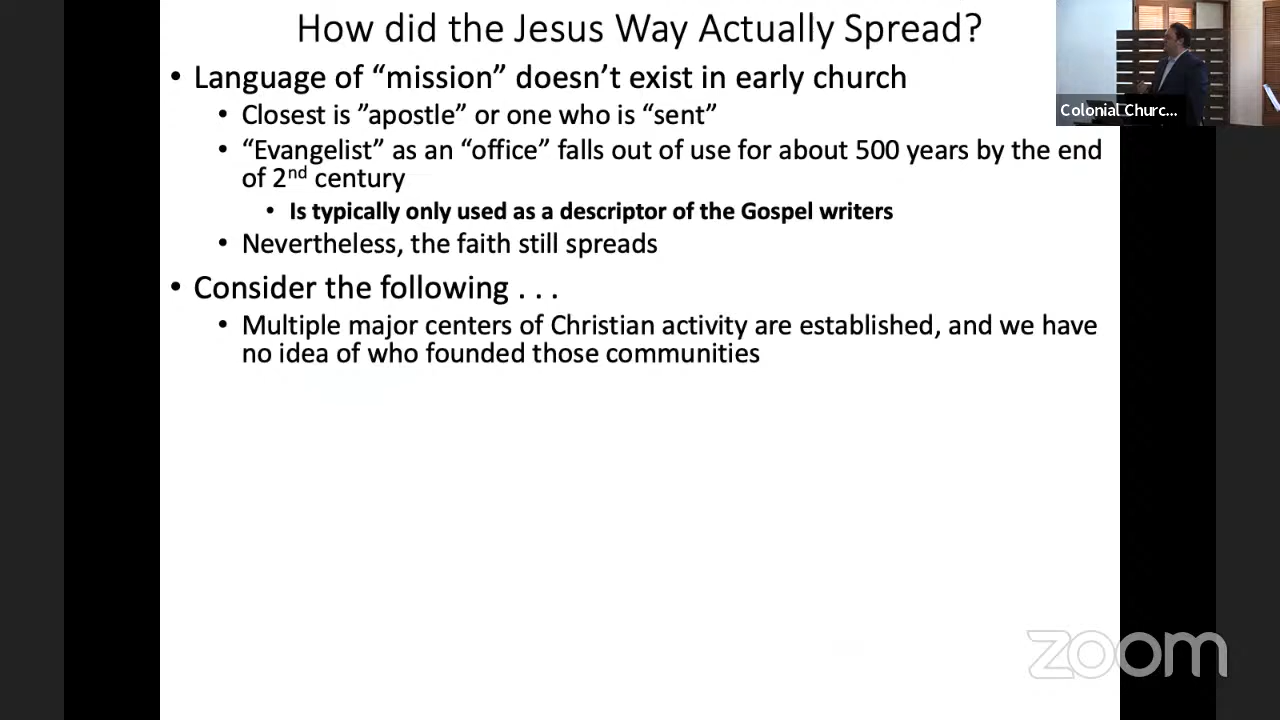 How did the Jesus Way Actually Spread?
• Language of “mission” doesn’t exist in early church
• Closest is ”apostle” or one who is “sent”
• “Evangelist” as an “office” falls out of use for about 500 years by the end
of 2nd century
• Is typically only used as a descriptor of the Gospel writers
• Nevertheless, the faith still spreads
• Consider the following . . .
• Multiple major centers of Christian activity are established, and we have
no idea of who founded those communities
Colonial Churc...
zoom